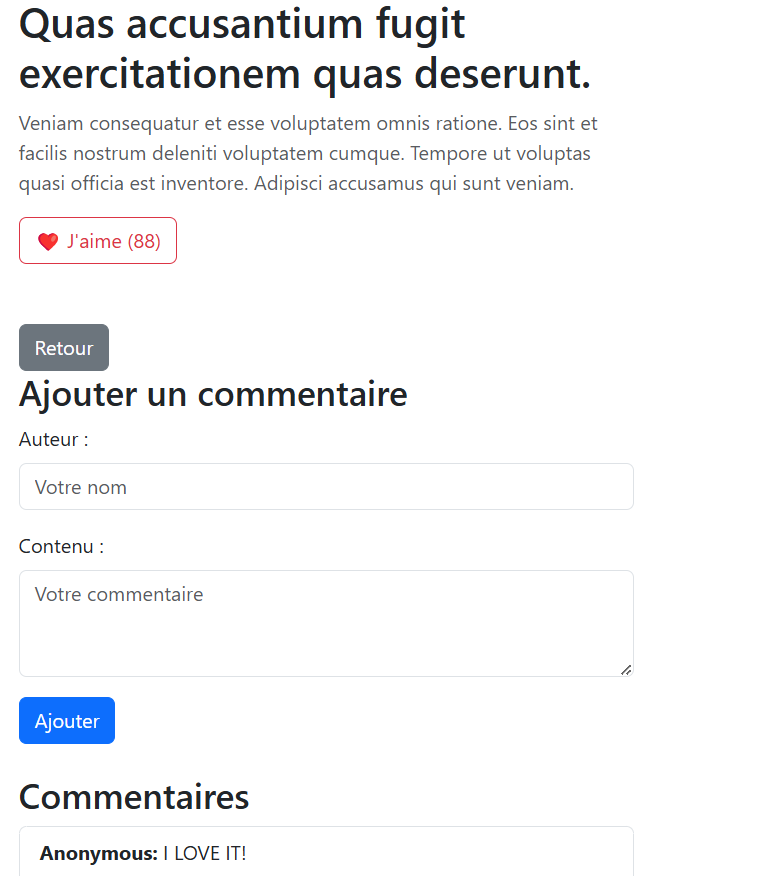 Quas accusantium fugit
exercitationem quas deserunt.
Veniam consequatur et esse voluptatem omnis ratione. Eos sint et
facilis nostrum deleniti voluptatem cumque. Tempore ut voluptas
quasi officia est inventore. Adipisci accusamus qui sunt veniam.
❤️ J'aime (88)
Retour
Ajouter un commentaire
Auteur :
Votre nom
Contenu :
Votre commentaire
Ajouter
Commentaires
Anonymous: I LOVE IT!